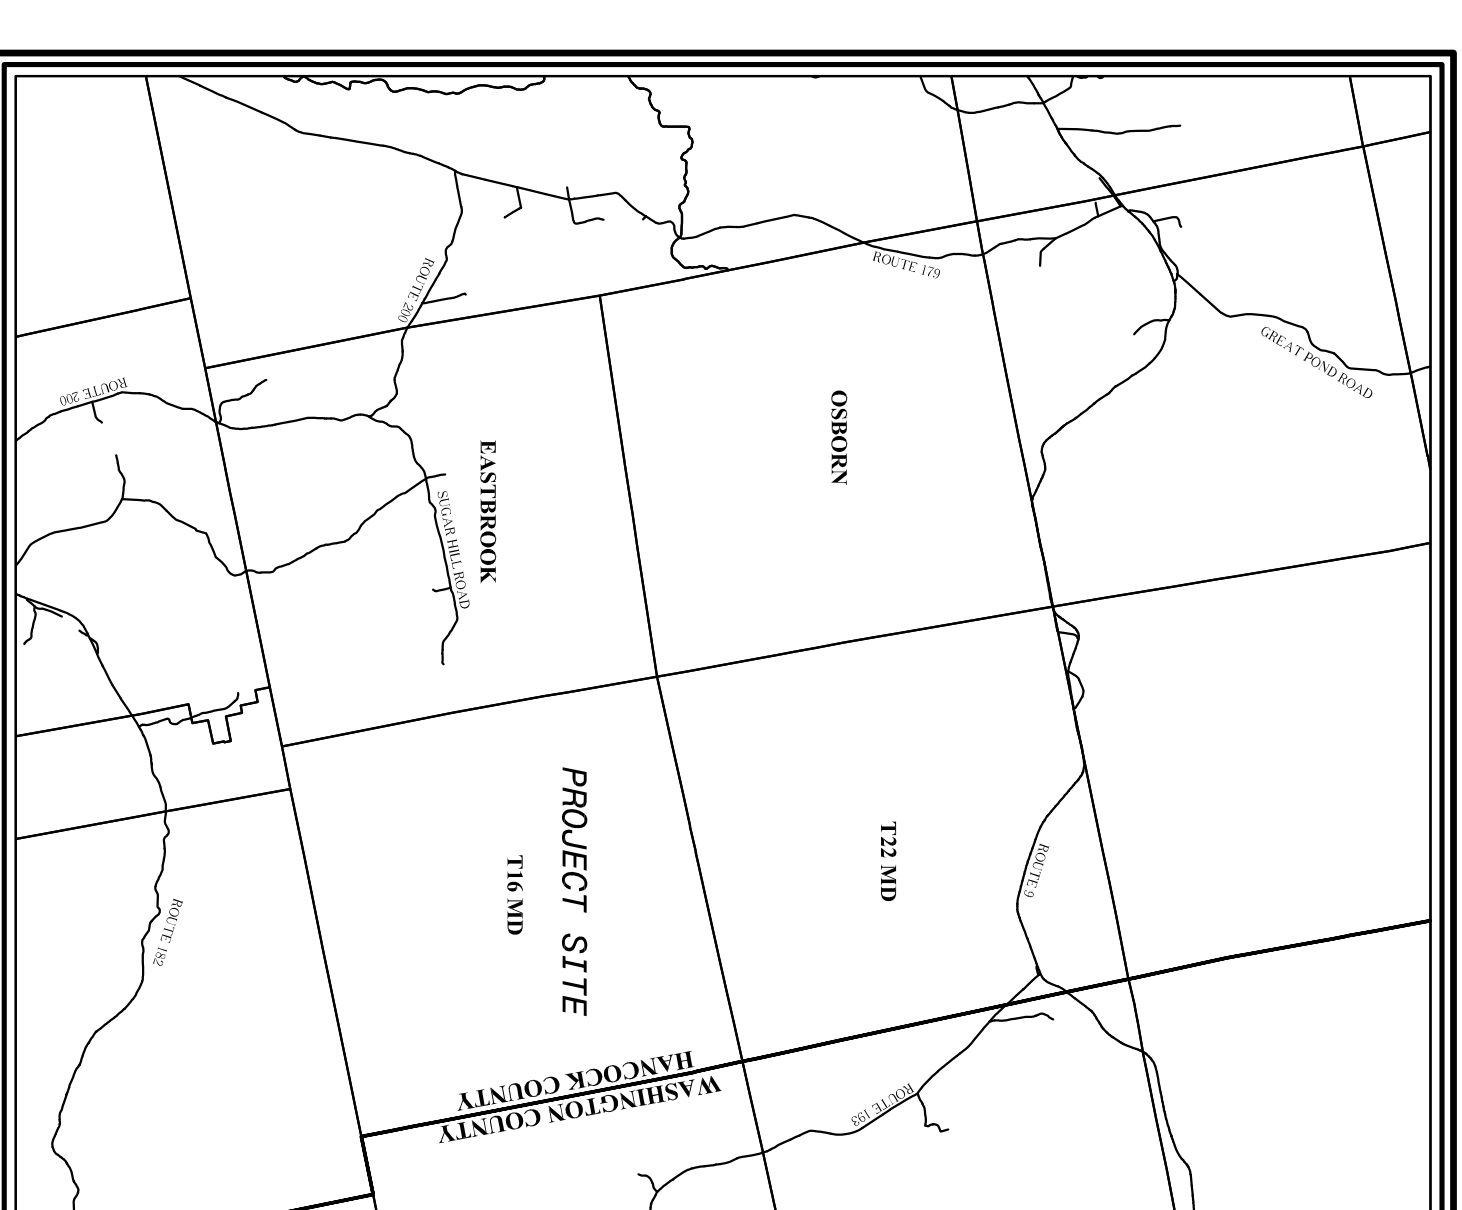 ROUTE 179
GREAT POND ROAD
ROUTE 200
ROUTE 200
OSBORN
EASTBROOK
SUGAR HILL ROAD
PROJECT SITE
T16 MD
T22 MD
ROUTE 9
ROUTE 182
HANCOCK COUNTY
WASHINGTON COUNTY
ROUTE 193